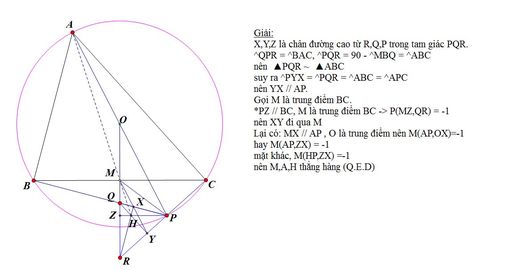 Giải:
X,Y,Z là chân đường cao từ R,Q,P trong tam giác PQR.
^QPR = ^BAC, ^PQR = 90 - ^MBQ = ^ABC
nên ▲PQR ~ ▲ABC
suy ra ^PYX = ^PQR = ^ABC = ^APC
nên YX // AP.
Gọi M là trung điểm BC.
*PZ // BC, M là trung điểm BC -> P(MZ,QR) = -1
nên XY đi qua M
Lại có: MX // AP , O là trung điểm nên M(AP,OX)=-1
hay M(AP,ZX) = -1
mặt khác, M(HP,ZX) =-1
nên M,A,H thẳng hàng (Q.E.D)
A
O
M
B
C
Q
X
Z
H
P
Y
R